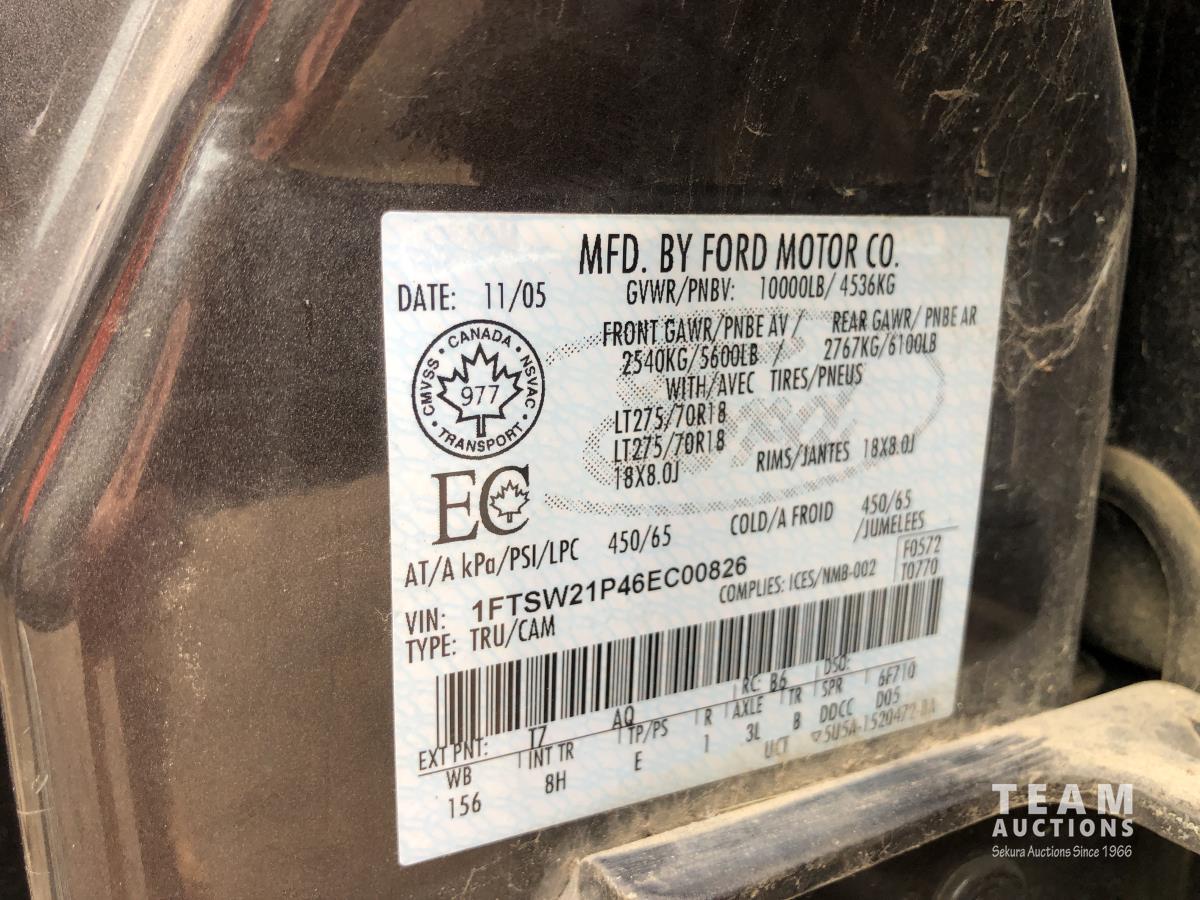 MFD. BY FORD MOTOR CO.
DATE: 11/05 GVWR/PNBV: 10000LB/ 4536KG
FRONT GAWR/PNBE AV / REAR GAWR/ PNBE AR
2540KG/5600LB / 2767KG/6100LB
WITH/AVEC TIRES/PNEUS
CMVSS · CANADA · NSVAC · TRANSPORT ·
977
LT275/70R18
LT275/70R18
18X8.0J RIMS/JANTES 18X8.0J
EC
AT/A kPa/PSI/LPC 450/65 COLD/A FROID 450/65
/JUMELEES
VIN: 1FTSW21P46EC00826 COMPLIES: ICES/NMB-002 F0572
TYPE: TRU/CAM T0770
RC: B6 DSO:
EXT PNT: T7 AQ
WB INT TR TP/PS R AXLE TR SPR 6F710
156 8H E 1 3L B DDCC D05
UCT 5U5A-1520472-BA
TEAM
AUCTIONS
Sekura Auctions Since 1966